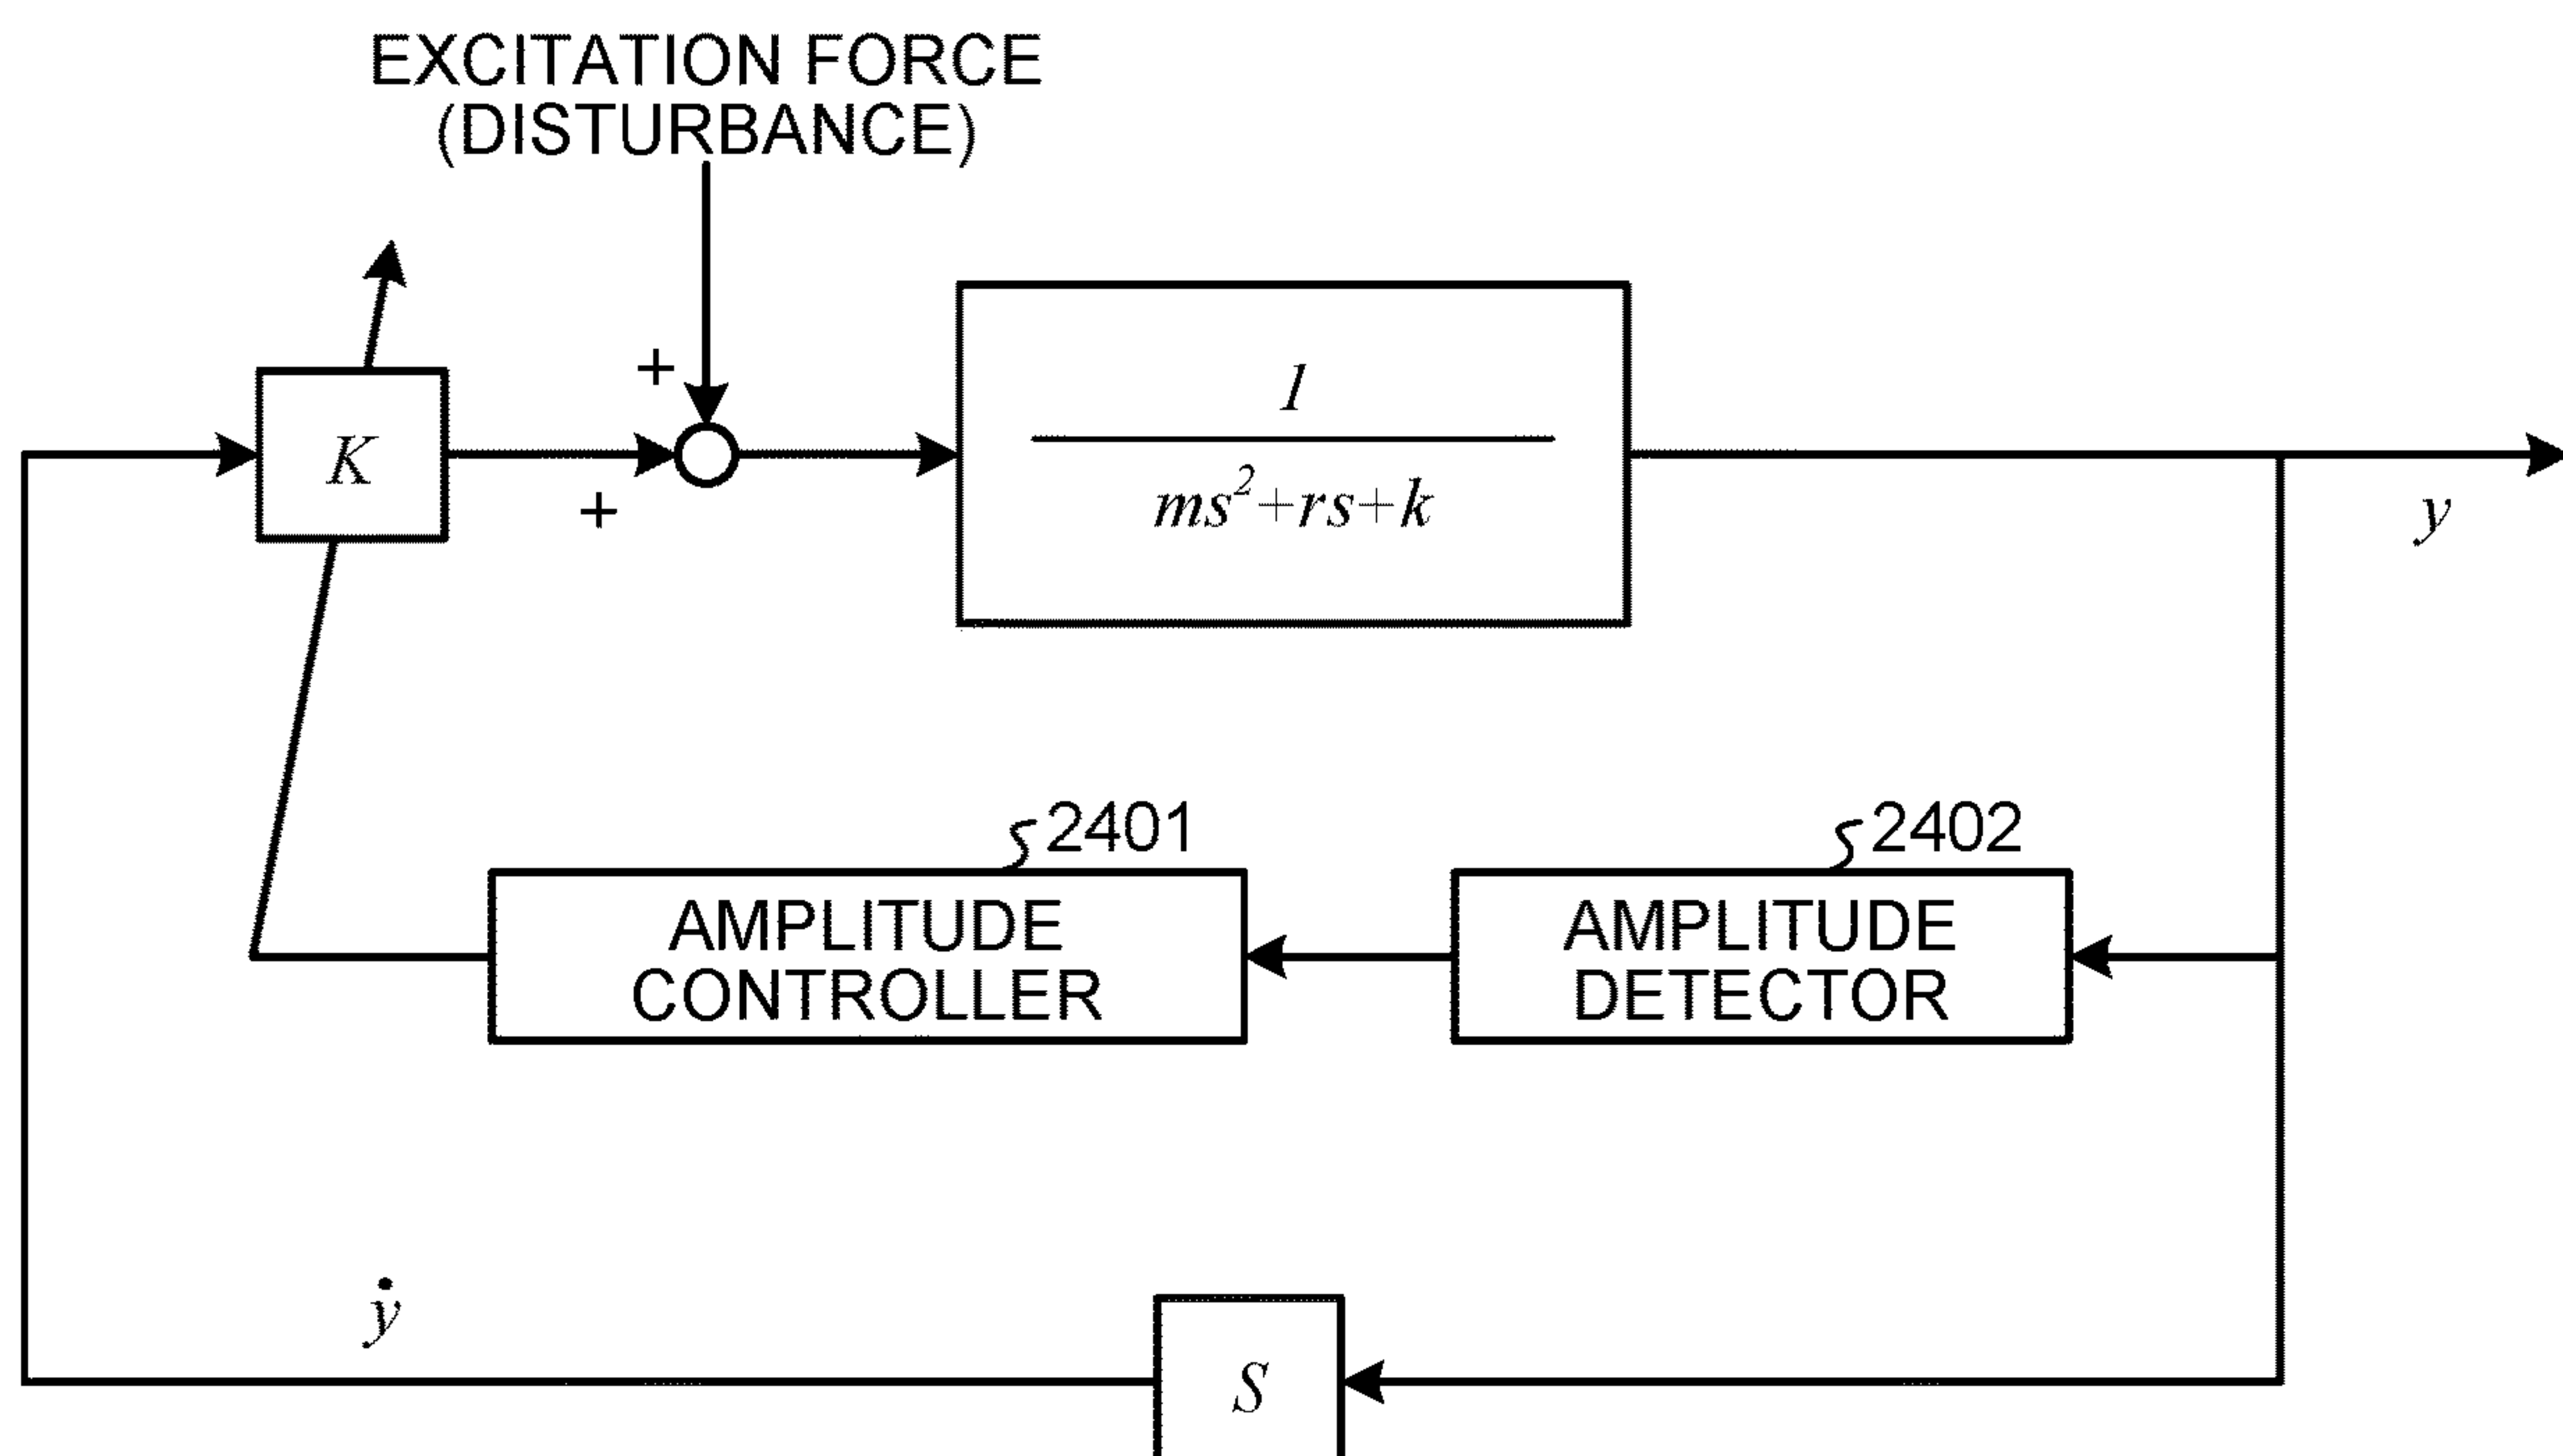 EXCITATION FORCE
(DISTURBANCE)
+
K
+
1
ms²+rs+k
y
2401
2402
AMPLITUDE
CONTROLLER
AMPLITUDE
DETECTOR
ẏ
S